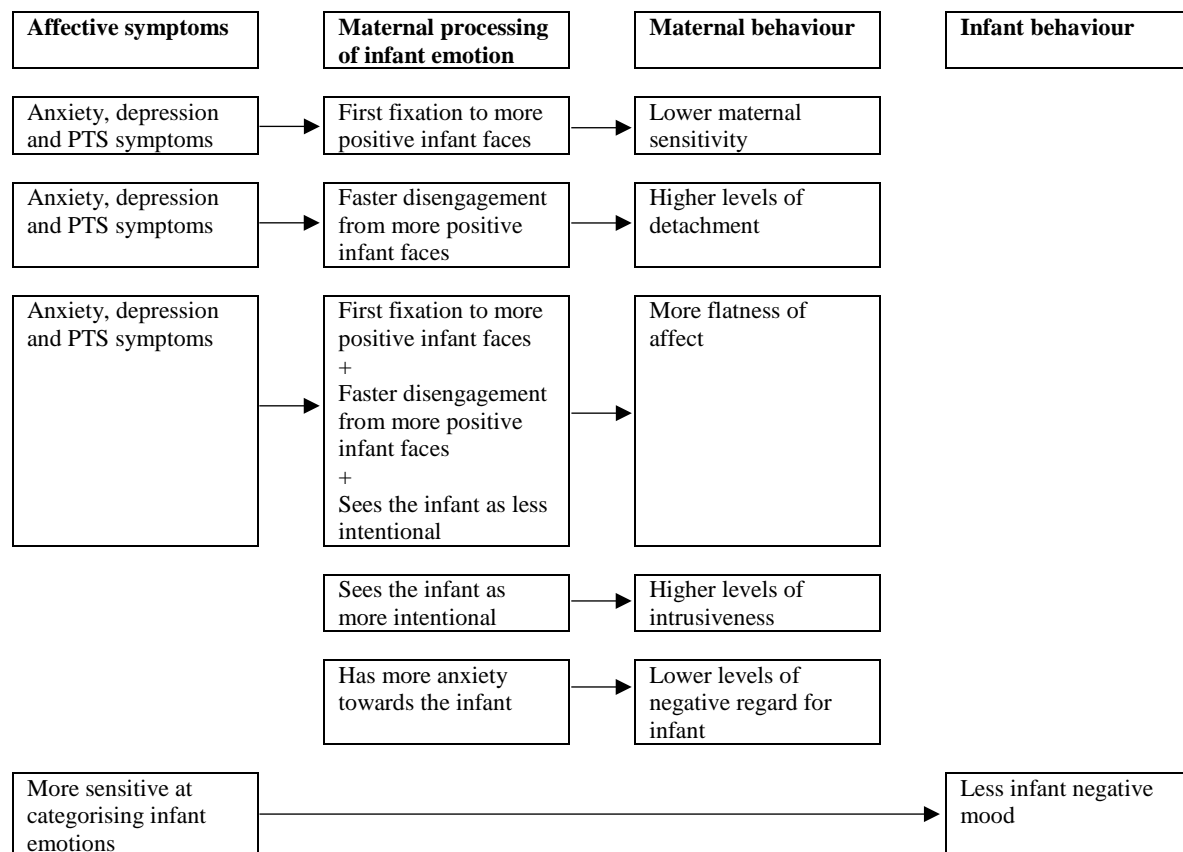 Affective symptoms
Maternal processing
of infant emotion
Maternal behaviour
Infant behaviour
Anxiety, depression
and PTS symptoms
First fixation to more
positive infant faces
Lower maternal
sensitivity
Anxiety, depression
and PTS symptoms
Faster disengagement
from more positive
infant faces
Higher levels of
detachment
Anxiety, depression
and PTS symptoms
First fixation to more
positive infant faces
+
Faster disengagement
from more positive
infant faces
+
Sees the infant as less
intentional
More flatness of
affect
Sees the infant as
more intentional
Higher levels of
intrusiveness
Has more anxiety
towards the infant
Lower levels of
negative regard for
infant
More sensitive at
categorising infant
emotions
Less infant negative
mood